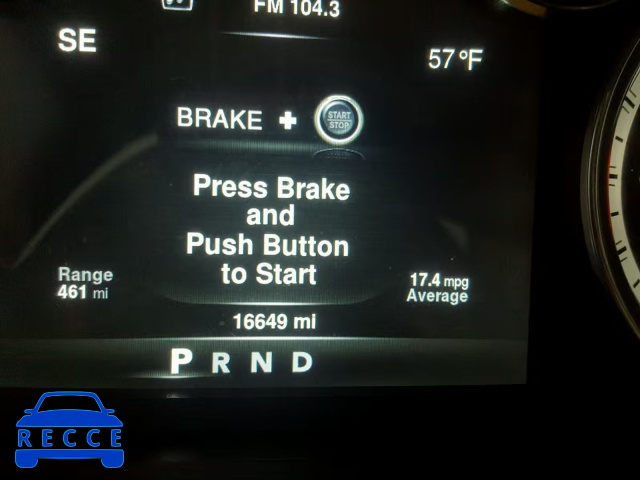 FM 104.3
SE
57°F
BRAKE + START STOP
Press Brake
and
Push Button
to Start
Range
461 mi
17.4 mpg
Average
16649 mi
P R N D
RECCE